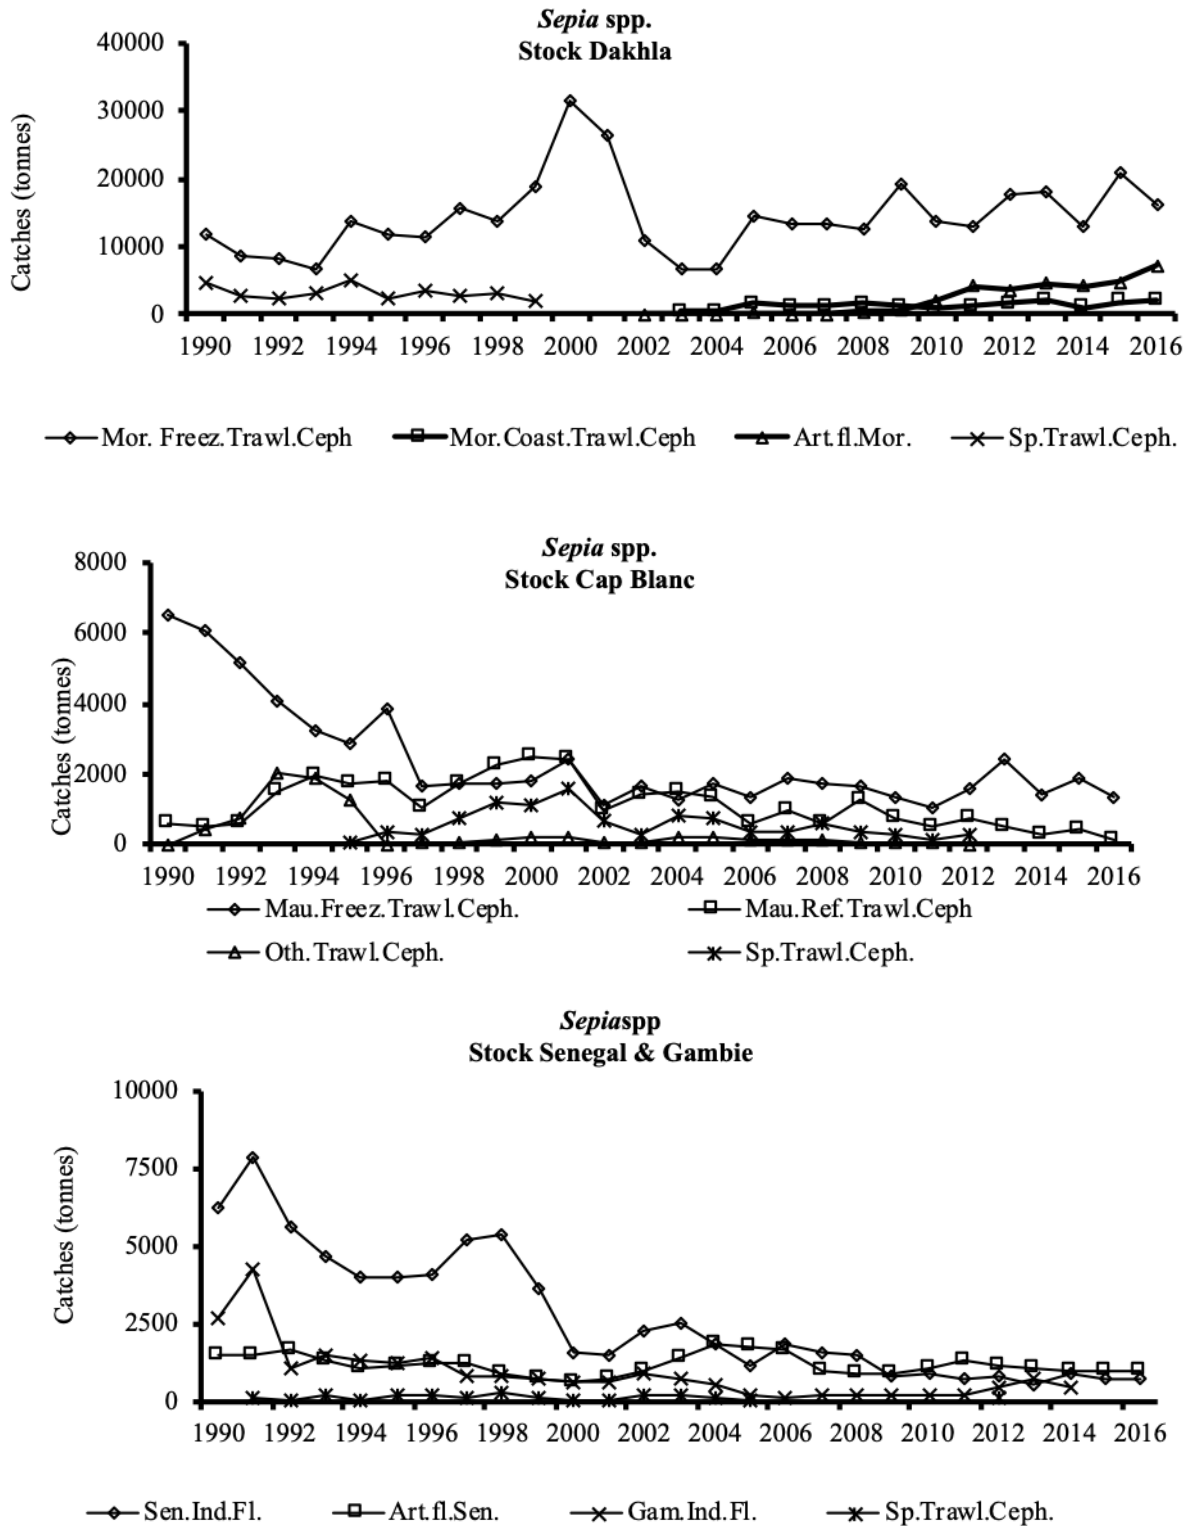 Sepia spp.
Stock Dakhla
40000
30000
20000
10000
0
Catches (tonnes)
1990 1992 1994 1996 1998 2000 2002 2004 2006 2008 2010 2012 2014 2016
Mor. Freez.Trawl.Ceph Mor.Coast.Trawl.Ceph Art.fl.Mor. Sp.Trawl.Ceph.
Sepia spp.
Stock Cap Blanc
8000
6000
4000
2000
0
Catches (tonnes)
1990 1992 1994 1996 1998 2000 2002 2004 2006 2008 2010 2012 2014 2016
Mau.Freez.Trawl.Ceph. Mau.Ref.Trawl.Ceph
Oth.Trawl.Ceph. Sp.Trawl.Ceph.
Sepiaspp
Stock Senegal & Gambie
10000
7500
5000
2500
0
Catches (tonnes)
1990 1992 1994 1996 1998 2000 2002 2004 2006 2008 2010 2012 2014 2016
Sen.Ind.Fl. Art.fl.Sen. Gam.Ind.Fl. Sp.Trawl.Ceph.